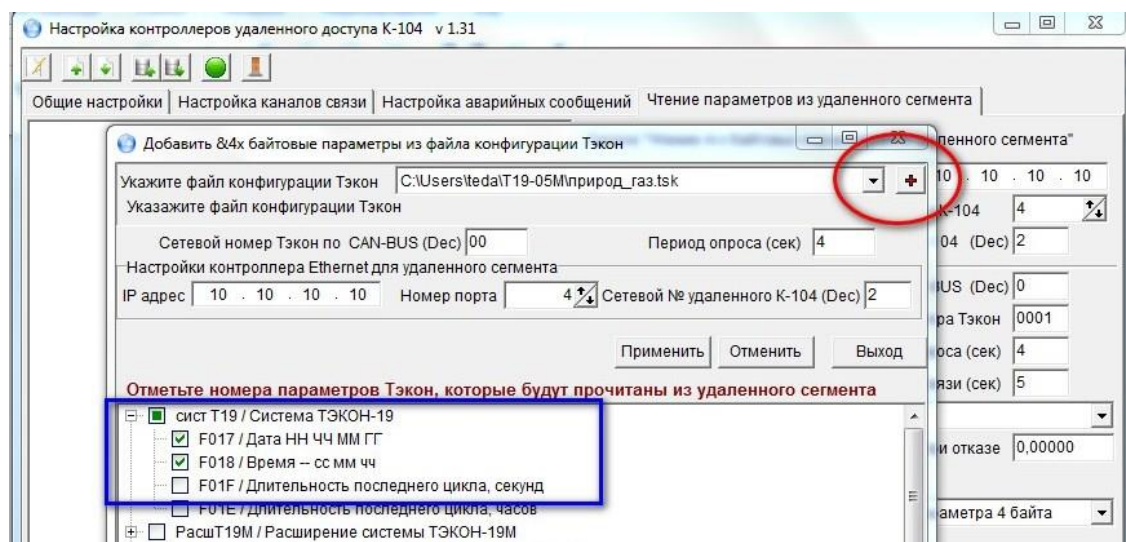 Настройка контроллеров удаленного доступа К-104 v 1.31
Общие настройки Настройка каналов связи Настройка аварийных сообщений Чтение параметров из удаленного сегмента
Добавить &4х байтовые параметры из файла конфигурации Тэкон
ленного сегмента"
Укажите файл конфигурации Тэкон C:\Users\teda\T19-05M\природ_газ.tsk
10 . 10 . 10 . 10
Указажите файл конфигурации Тэкон
К-104 4
Сетевой номер Тэкон по CAN-BUS (Dec) 00 Период опроса (сек) 4
04 (Dec) 2
Настройки контроллера Ethernet для удаленного сегмента
IP адрес 10 . 10 . 10 . 10 Номер порта 4 Сетевой № удаленного К-104 (Dec) 2
US (Dec) 0
ра Тэкон 0001
Применить Отменить Выход
оса (сек) 4
Отметьте номера параметров Тэкон, которые будут прочитаны из удаленного сегмента
язи (сек) 5
сист Т19 / Система ТЭКОН-19
F017 / Дата НН ЧЧ ММ ГГ
F018 / Время -- сс мм чч
и отказе 0,00000
F01F / Длительность последнего цикла, секунд
F01E / Длительность последнего цикла, часов
аметра 4 байта
РасшТ19М / Расширение системы ТЭКОН-19М